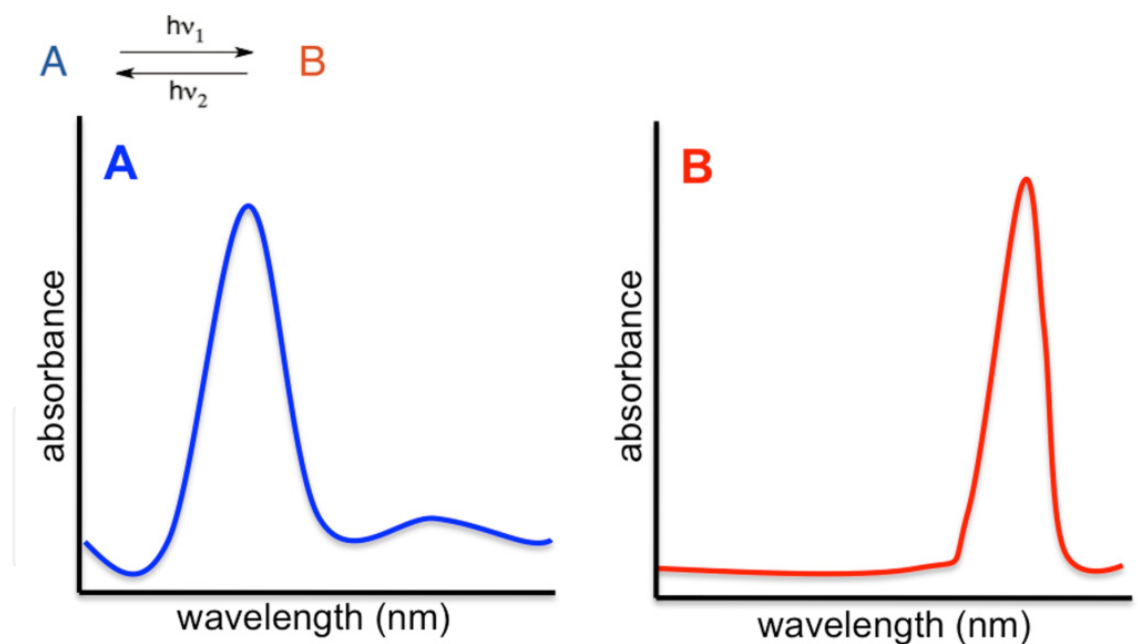 hν₁
A B
hν₂
A
B
absorbance
absorbance
wavelength (nm)
wavelength (nm)